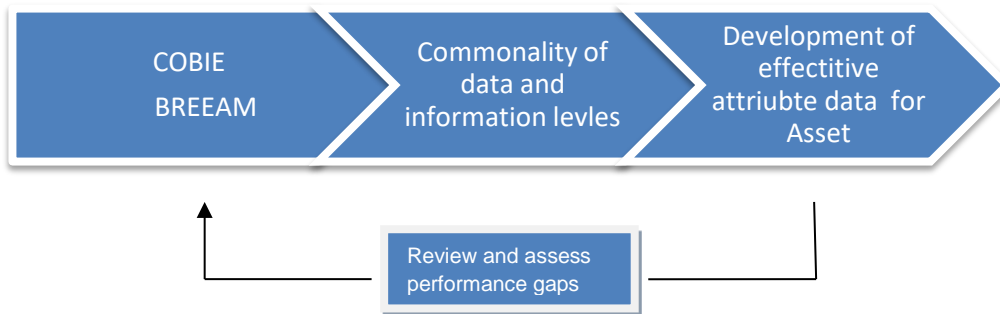 COBIE
BREEAM
Commonality of
data and
information levles
Development of
effectitive
attriubte data for
Asset
Review and assess
performance gaps